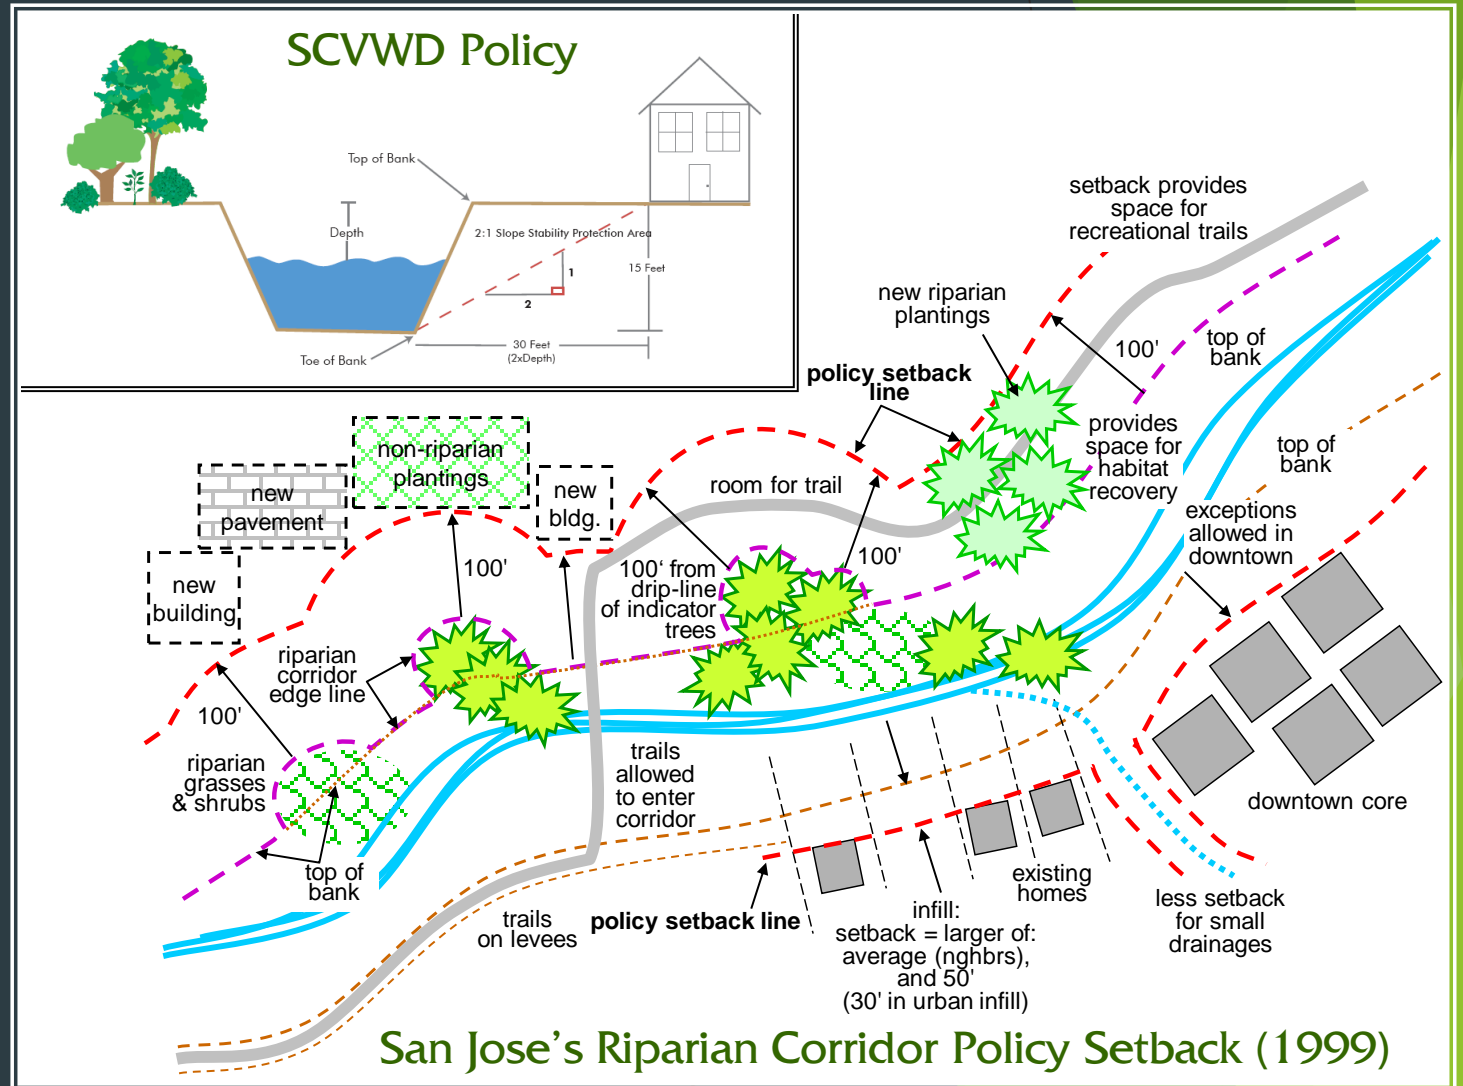 SCVWD Policy
Top of Bank
Depth
2:1 Slope Stability Protection Area
1
2
15 Feet
30 Feet
(2xDepth)
Toe of Bank
setback provides
space for
recreational trails
new riparian
plantings
100'
top of
bank
policy setback
line
provides
space for
habitat
recovery
top of
bank
non-riparian
plantings
new
pavement
new
bldg.
room for trail
exceptions
allowed in
downtown
new
building
100'
100' from
drip-line
of indicator
trees
100'
riparian
corridor
edge line
100'
riparian
grasses
& shrubs
trails
allowed
to enter
corridor
downtown core
top of
bank
existing
homes
trails
on levees
policy setback line
infill:
setback = larger of:
average (nghbrs),
and 50'
(30' in urban infill)
less setback
for small
drainages
San Jose's Riparian Corridor Policy Setback (1999)